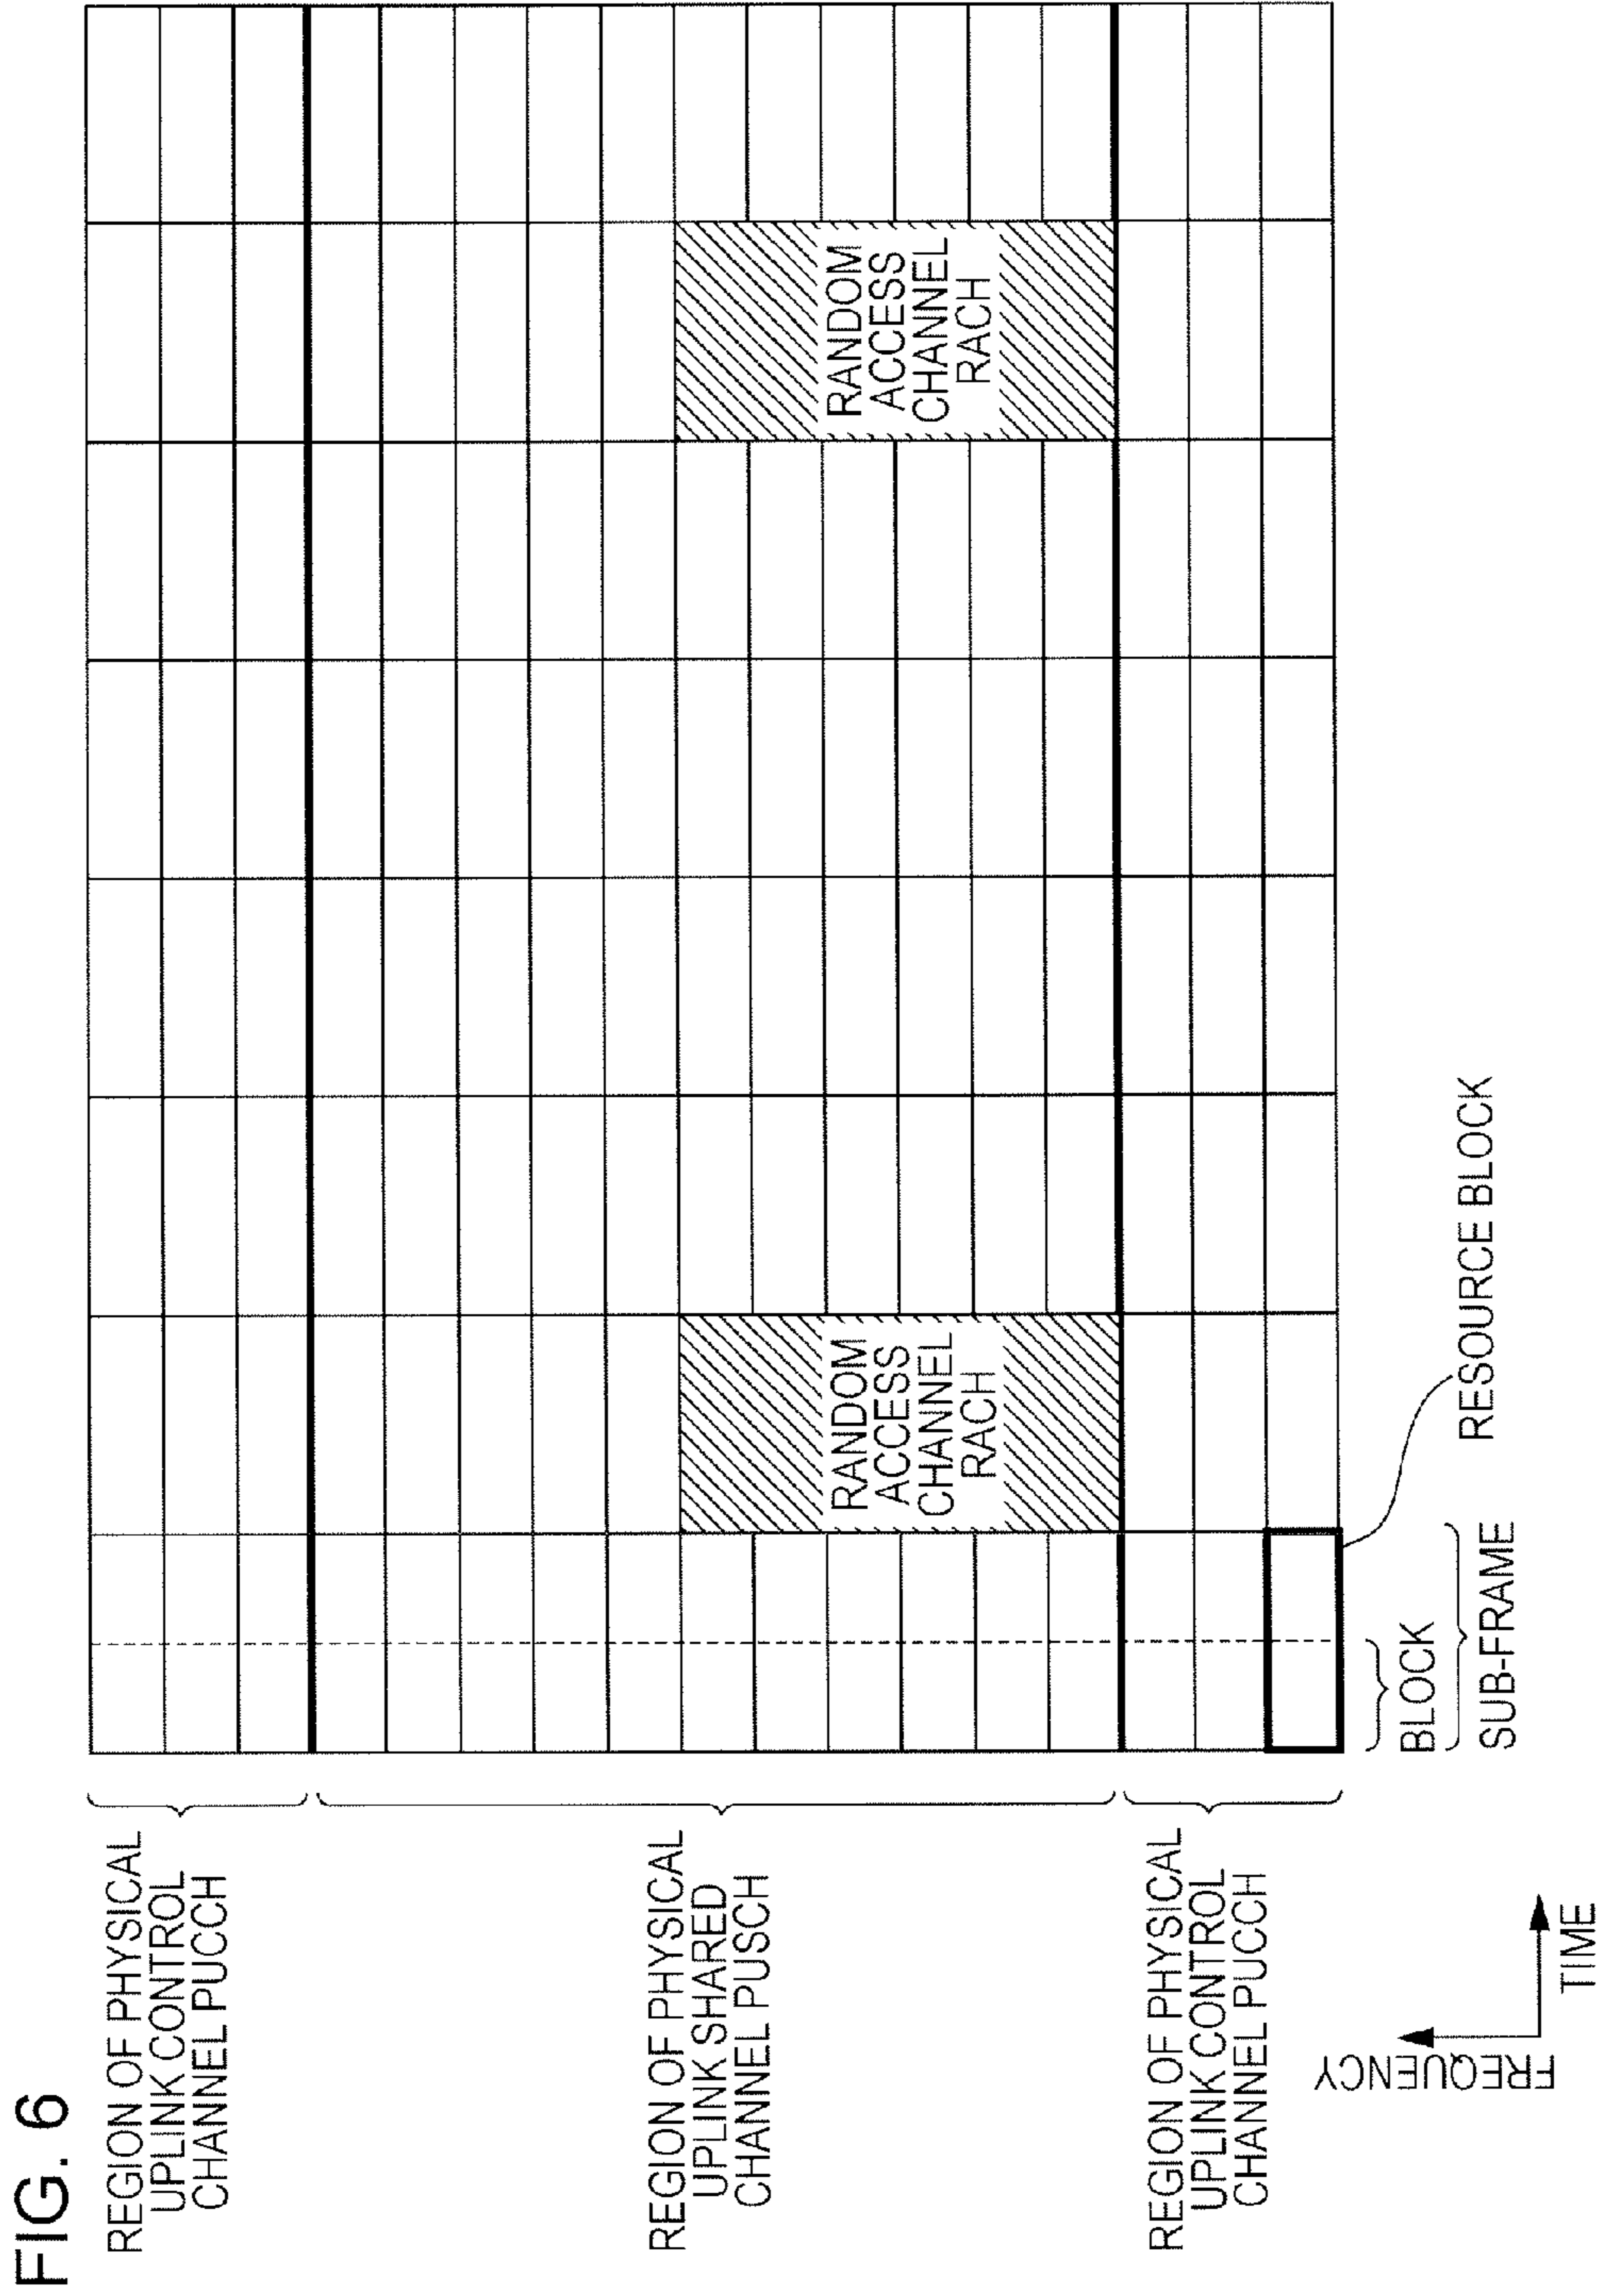 FIG. 6
REGION OF PHYSICAL
UPLINK CONTROL
CHANNEL PUCCH
REGION OF PHYSICAL
UPLINK SHARED
CHANNEL PUSCH
REGION OF PHYSICAL
UPLINK CONTROL
CHANNEL PUCCH
RANDOM
ACCESS
CHANNEL
RACH
RANDOM
ACCESS
CHANNEL
RACH
BLOCK
SUB-FRAME
RESOURCE BLOCK
FREQUENCY
TIME